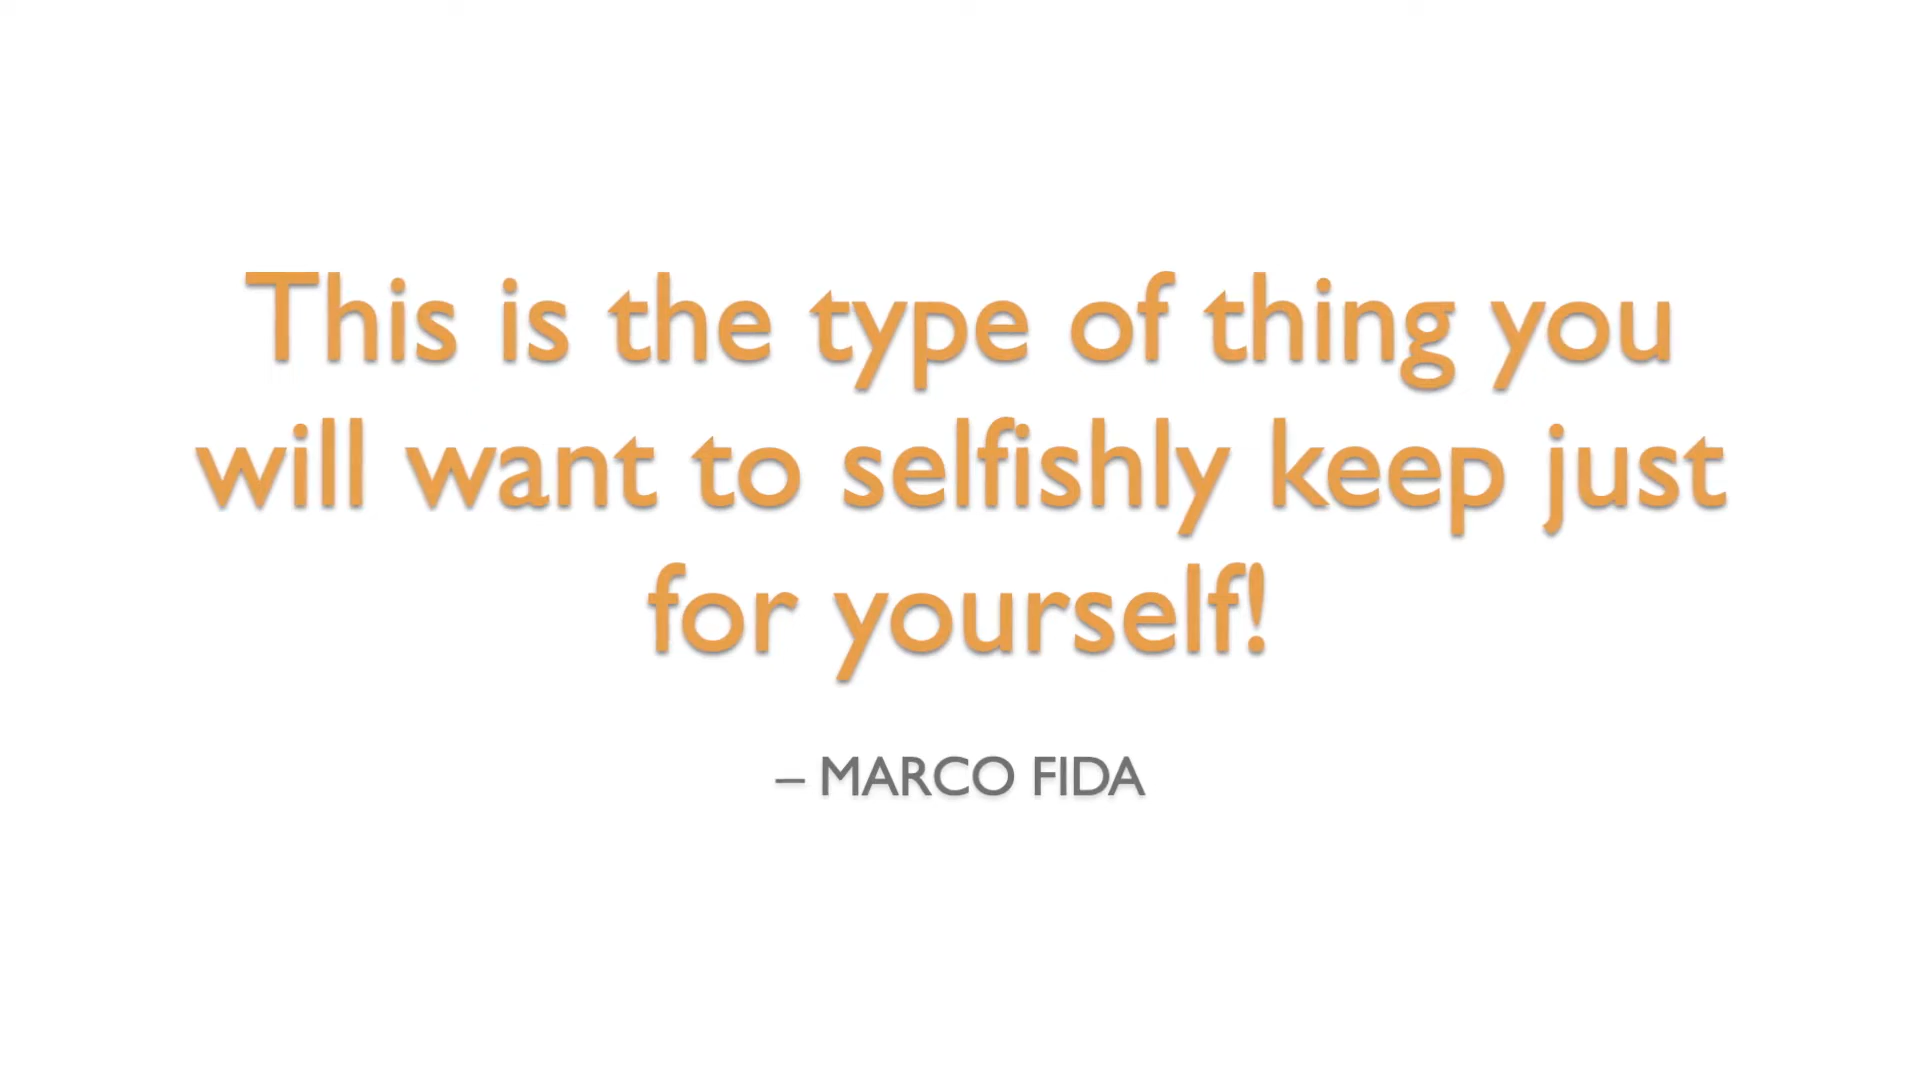 This is the type of thing you
will want to selfishly keep just
for yourself!
– MARCO FIDA